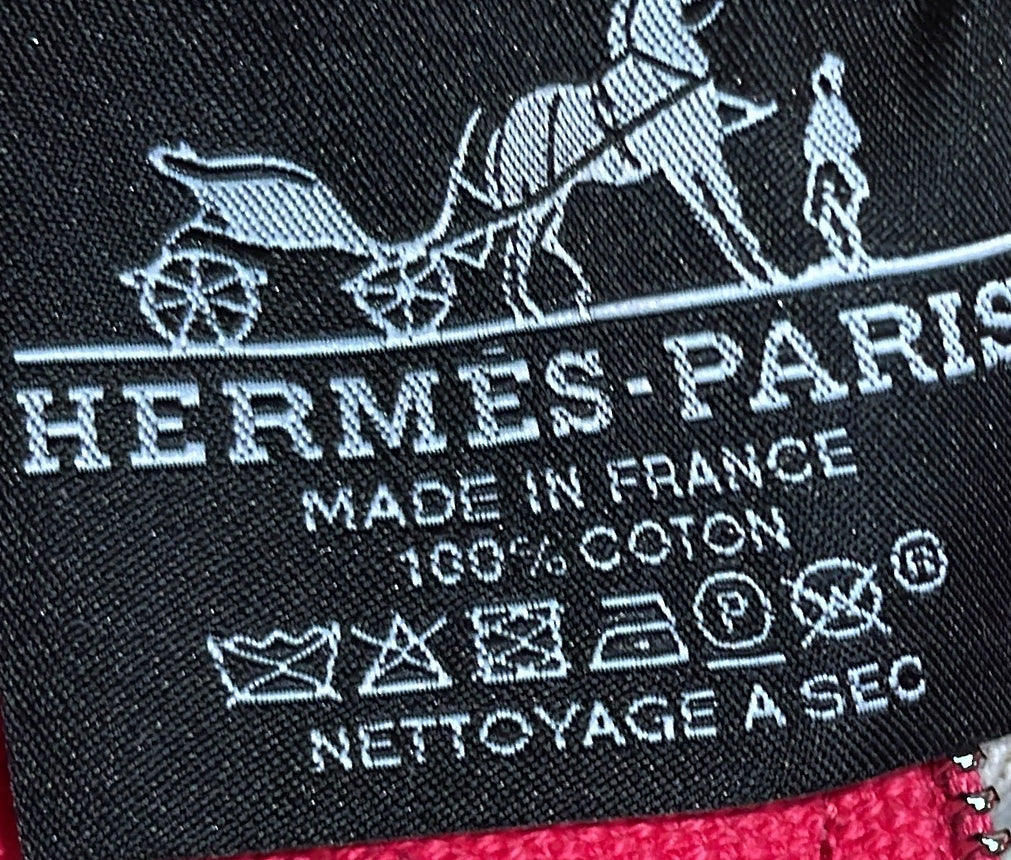 HERMÈS-PARIS
MADE IN FRANCE
100% COTON
P W ®
NETTOYAGE A SEC